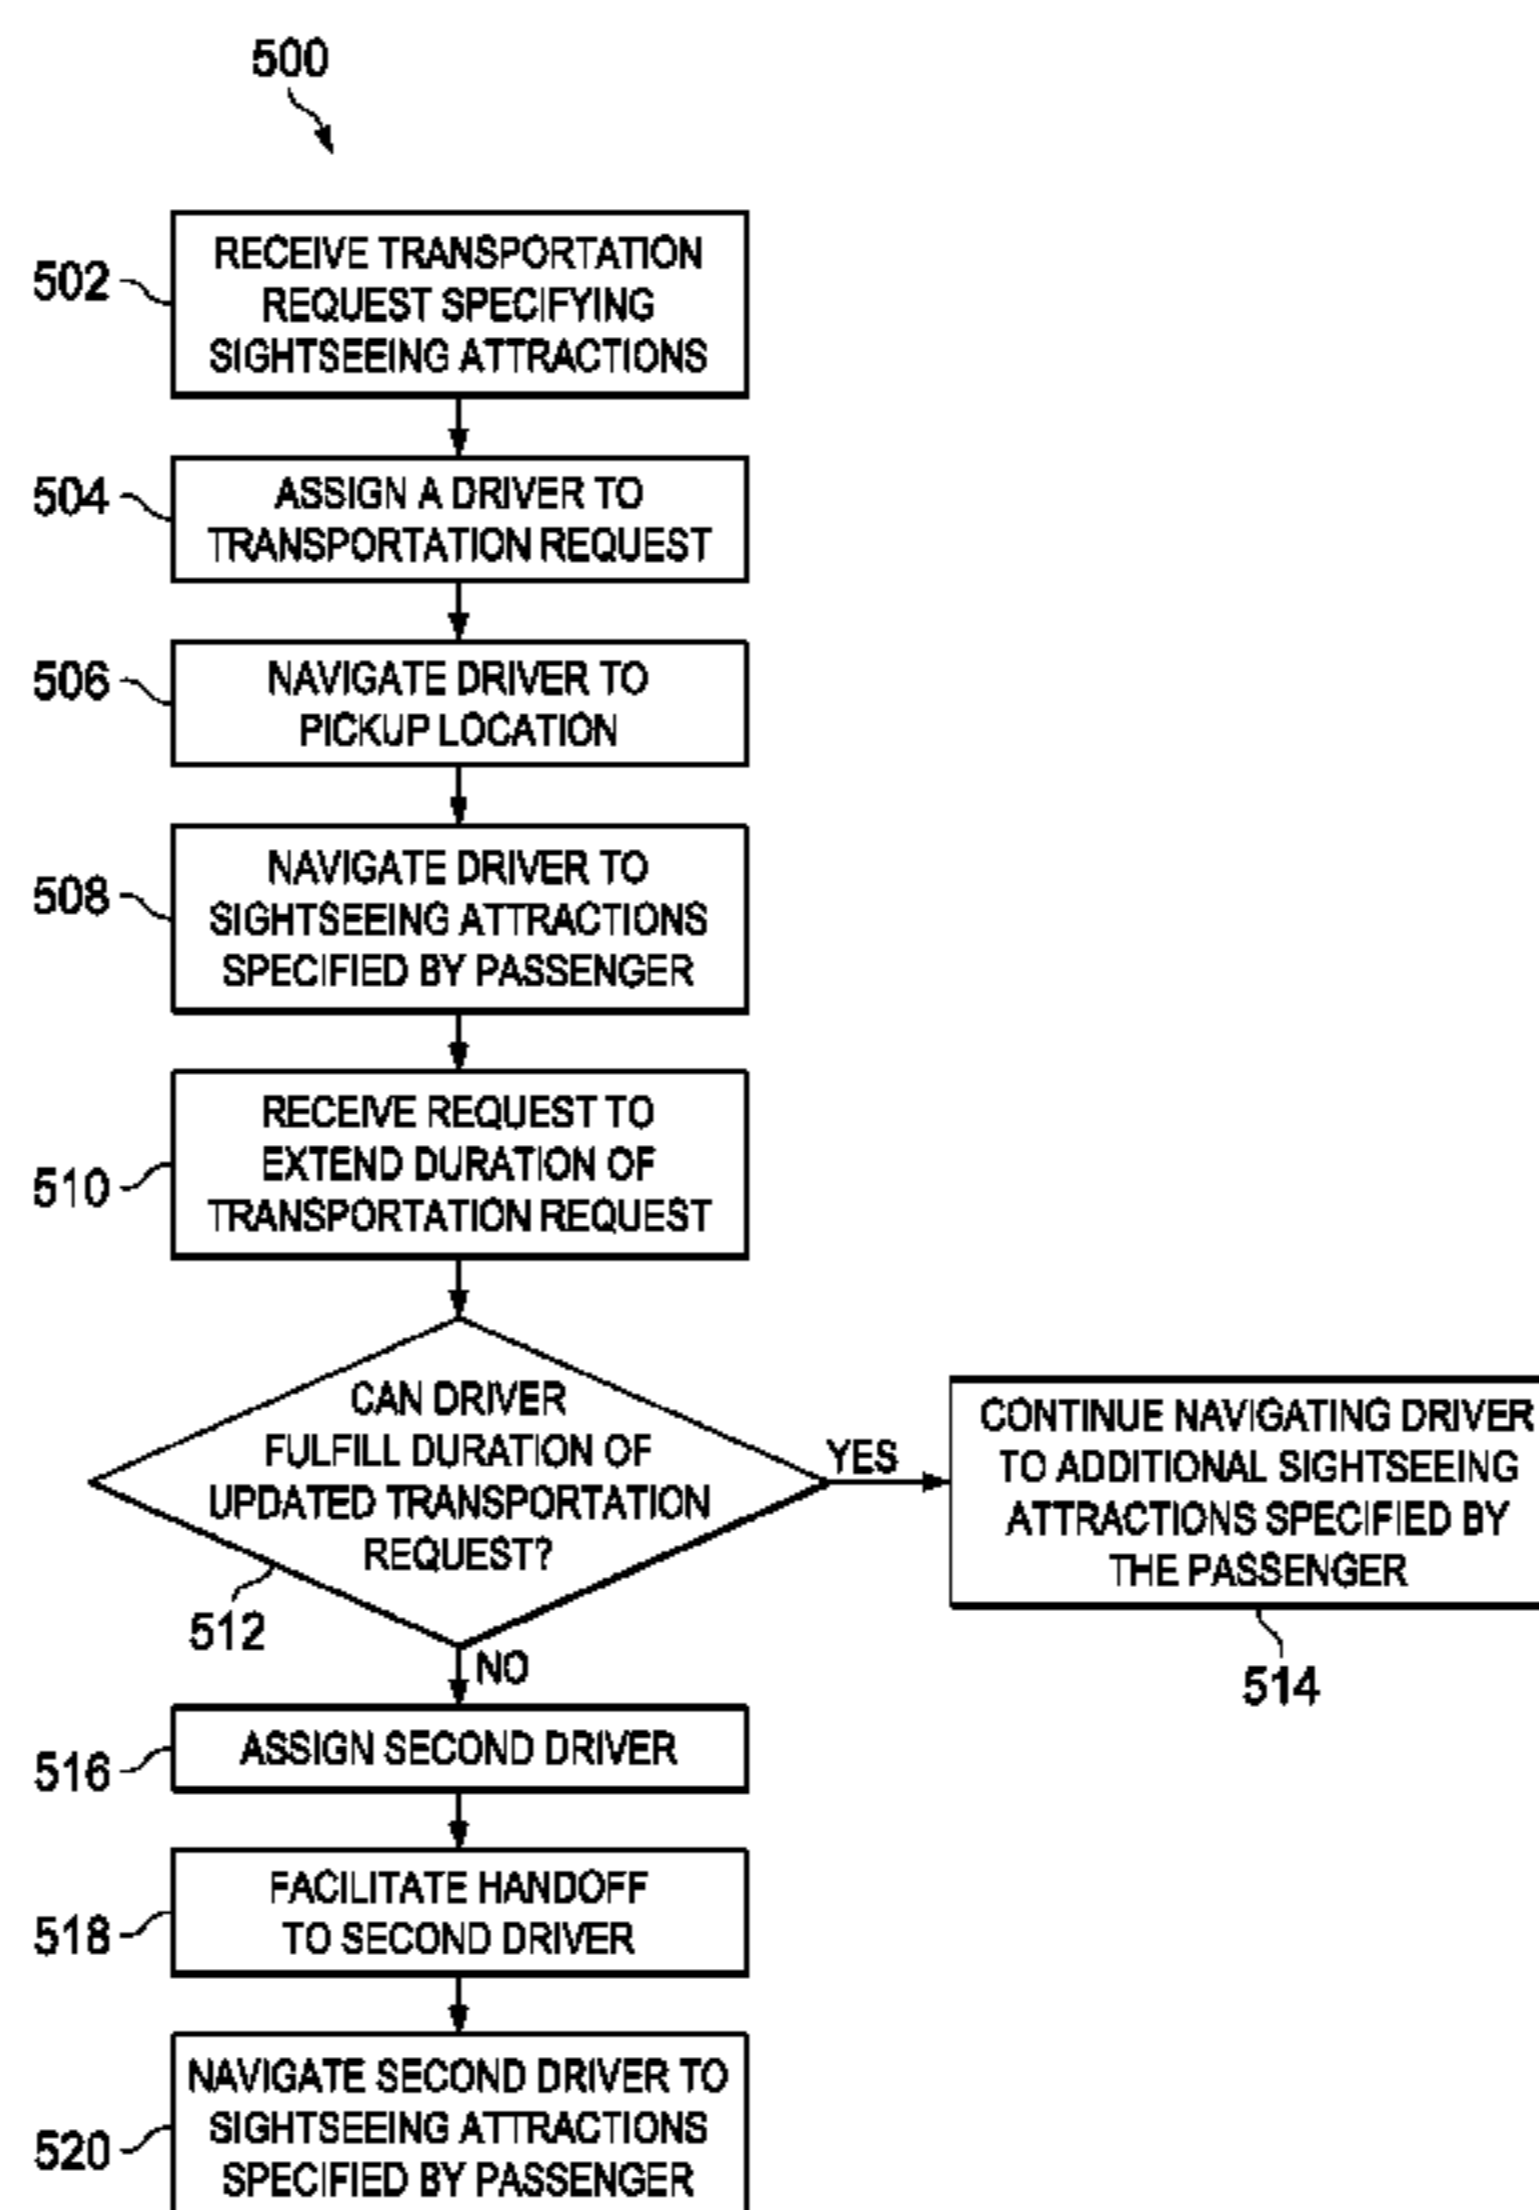 500
502
RECEIVE TRANSPORTATION
REQUEST SPECIFYING
SIGHTSEEING ATTRACTIONS
504
ASSIGN A DRIVER TO
TRANSPORTATION REQUEST
506
NAVIGATE DRIVER TO
PICKUP LOCATION
508
NAVIGATE DRIVER TO
SIGHTSEEING ATTRACTIONS
SPECIFIED BY PASSENGER
510
RECEIVE REQUEST TO
EXTEND DURATION OF
TRANSPORTATION REQUEST
CAN DRIVER
FULFILL DURATION OF
UPDATED TRANSPORTATION
REQUEST?
512
YES
CONTINUE NAVIGATING DRIVER
TO ADDITIONAL SIGHTSEEING
ATTRACTIONS SPECIFIED BY
THE PASSENGER
514
NO
516
ASSIGN SECOND DRIVER
518
FACILITATE HANDOFF
TO SECOND DRIVER
520
NAVIGATE SECOND DRIVER TO
SIGHTSEEING ATTRACTIONS
SPECIFIED BY PASSENGER